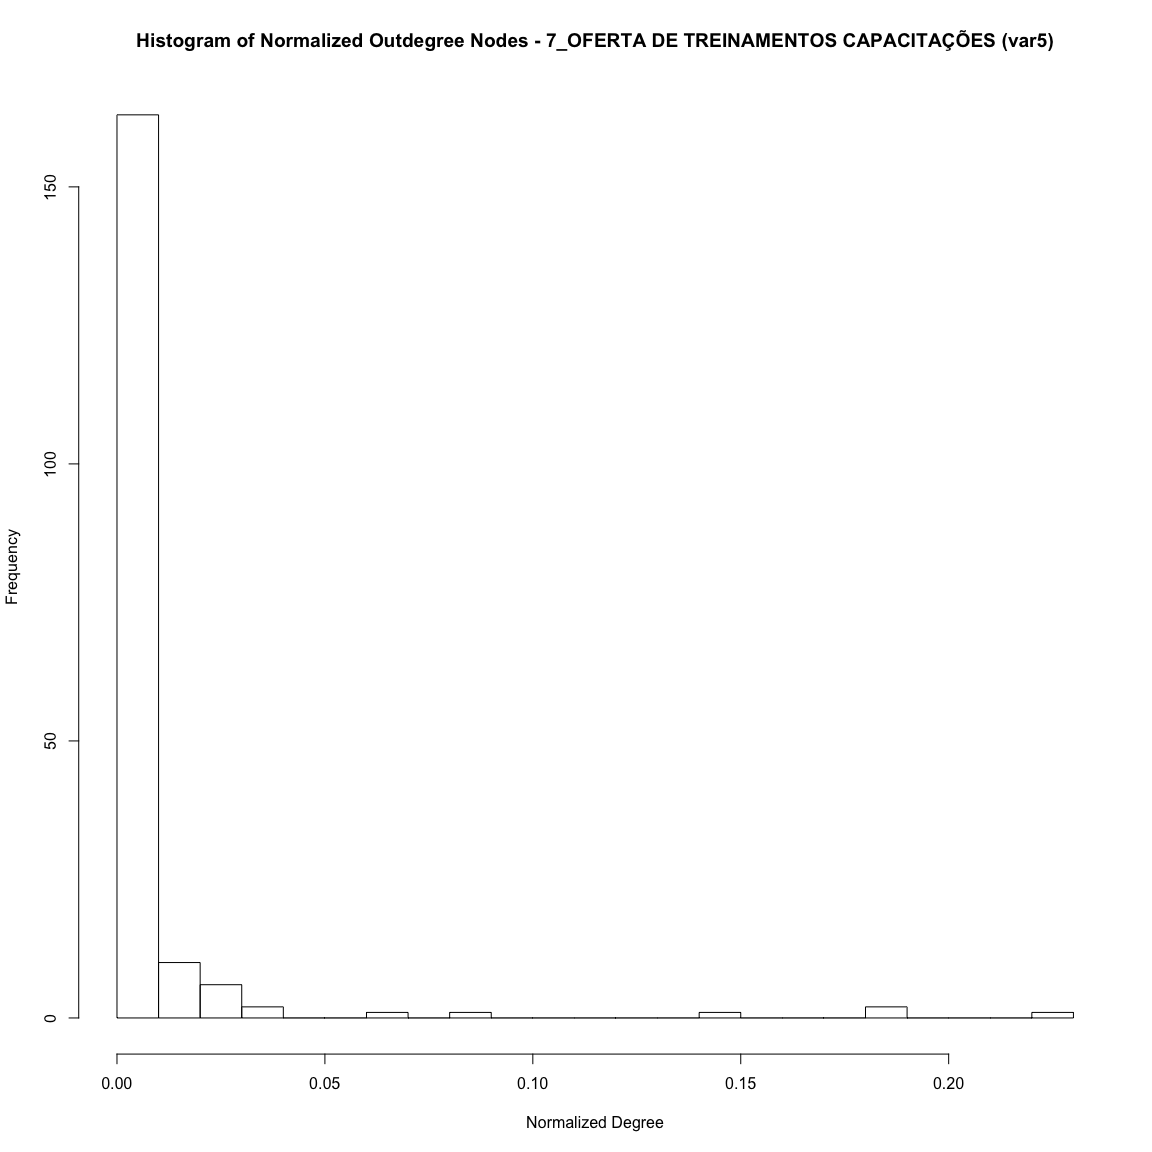 Histogram of Normalized Outdegree Nodes - 7_OFERTA DE TREINAMENTOS CAPACITAÇÕES (var5)
Frequency
150
100
50
0
0.00 0.05 0.10 0.15 0.20
Normalized Degree